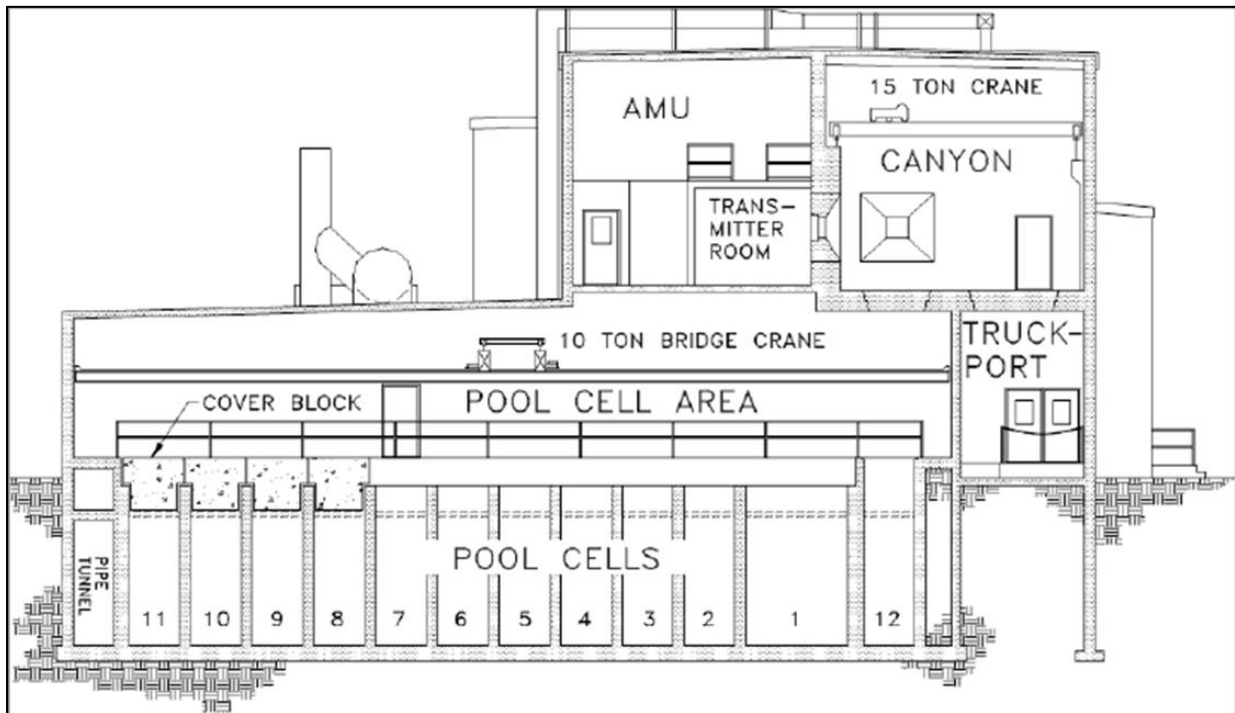 15 TON CRANE
AMU
CANYON
TRANS-
MITTER
ROOM
10 TON BRIDGE CRANE
TRUCK-
PORT
COVER BLOCK
POOL CELL AREA
PIPE
TUNNEL
POOL CELLS
11 10 9 8 7 6 5 4 3 2 1 12